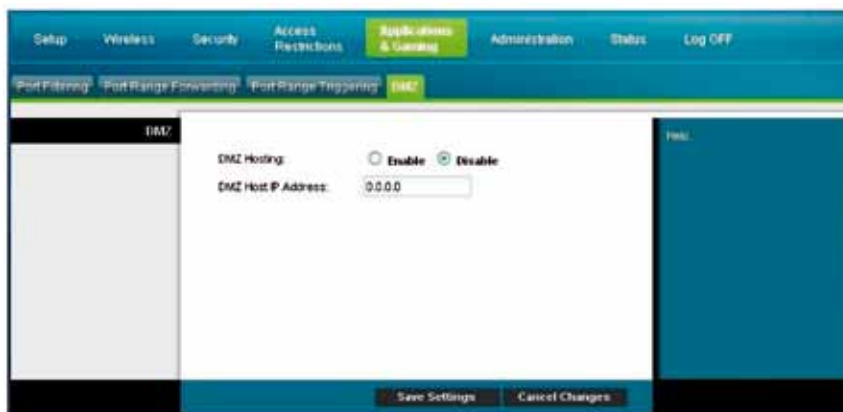 Setup Wireless Security Access Restrictions Applications & Gaming Administration Status Log OFF
Port Filtering Port Range Forwarding Port Range Triggering DMZ
DMZ
Help...
DMZ Hosting: Enable Disable
DMZ Host IP Address: 0.0.0.0
Save Settings Cancel Changes